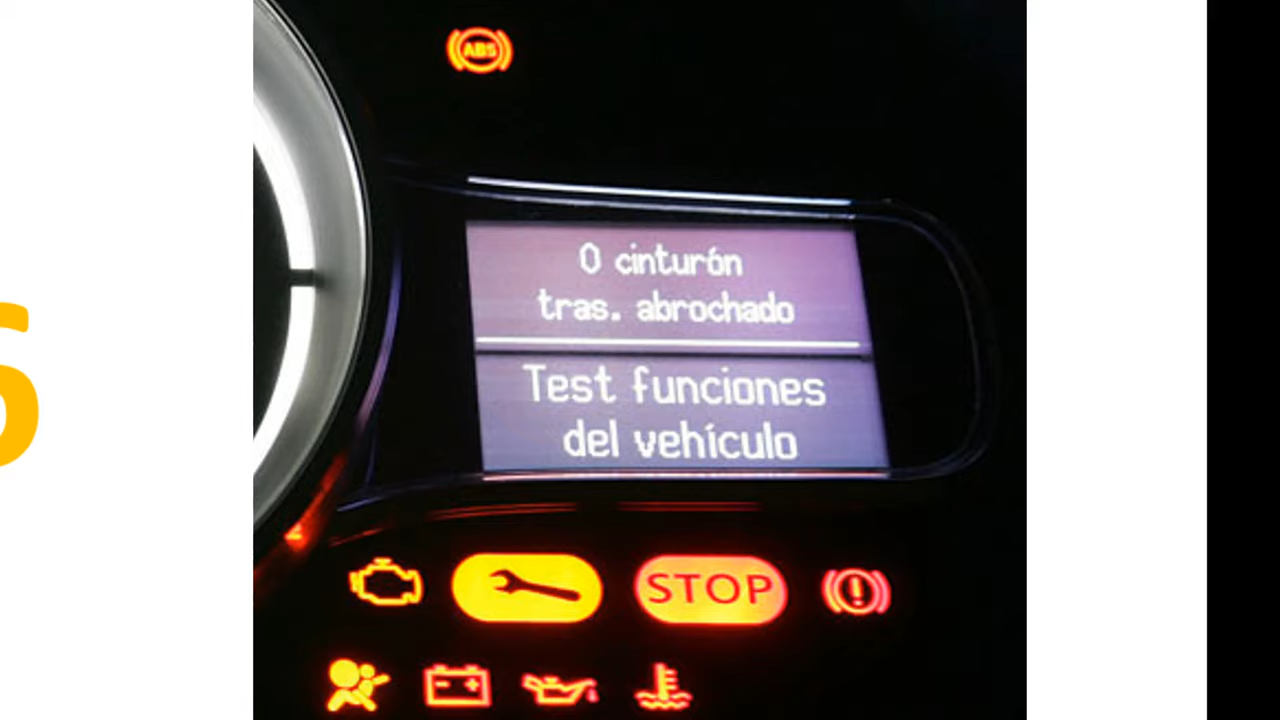 ABS
0 cinturón
tras. abrochado
Test funciones
del vehículo
STOP